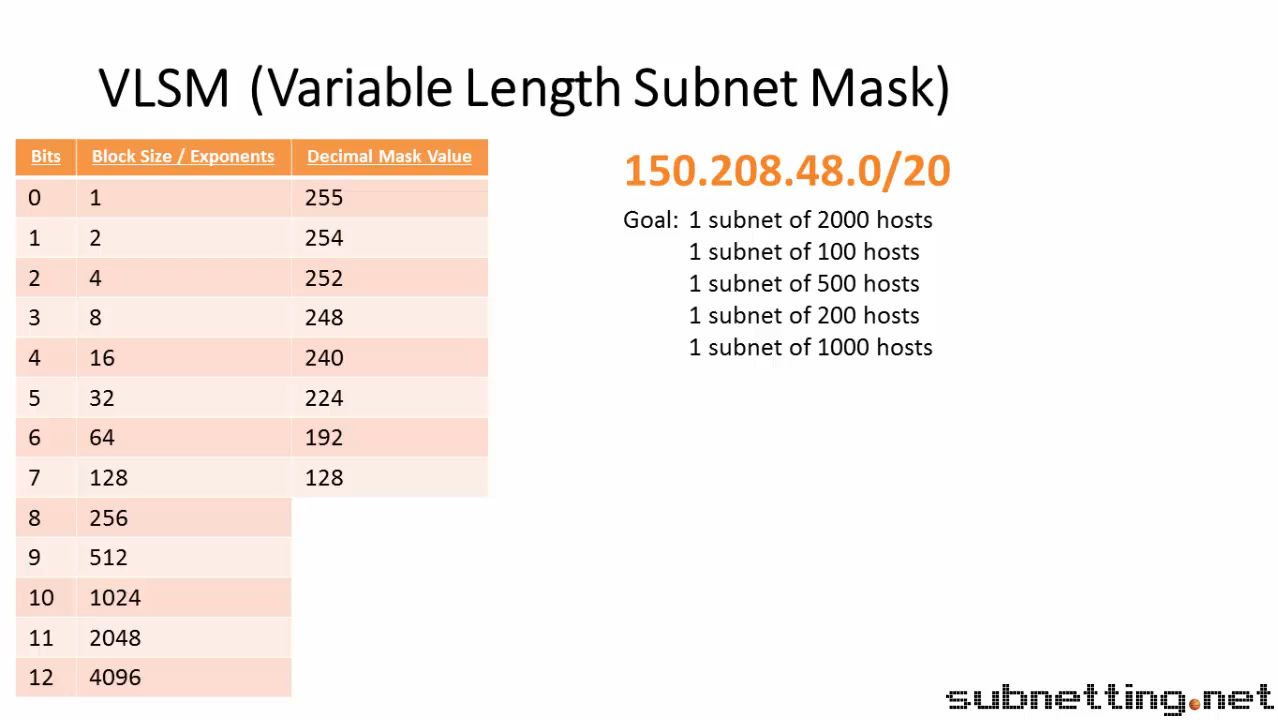 VLSM (Variable Length Subnet Mask)
Bits Block Size / Exponents Decimal Mask Value
0 1 255
1 2 254
2 4 252
3 8 248
4 16 240
5 32 224
6 64 192
7 128 128
8 256
9 512
10 1024
11 2048
12 4096
150.208.48.0/20
Goal: 1 subnet of 2000 hosts
1 subnet of 100 hosts
1 subnet of 500 hosts
1 subnet of 200 hosts
1 subnet of 1000 hosts
subnetting.net